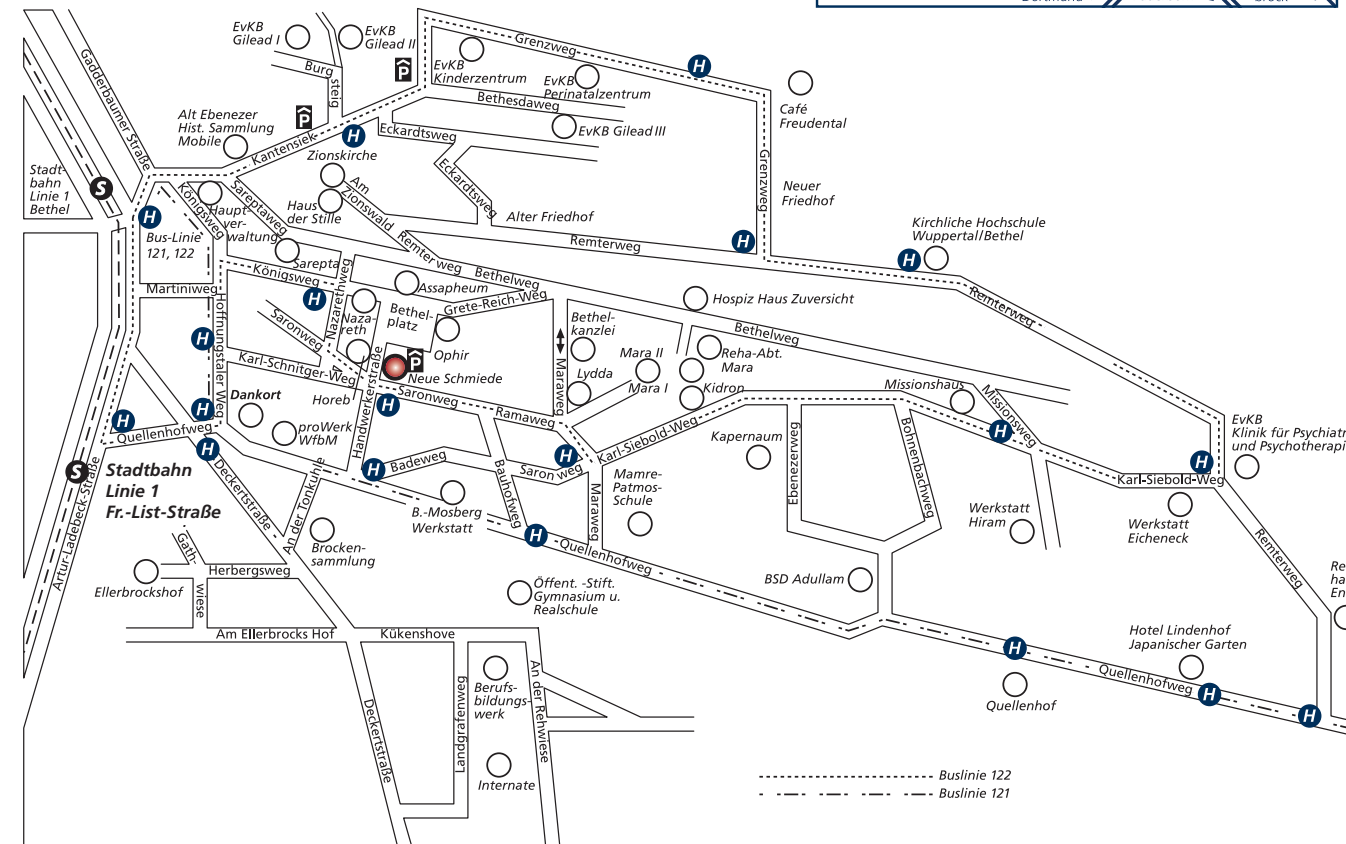 EvKB
Gilead I
EvKB
Gilead II
Gadderbaumer Straße
Burg
steig
P
EvKB
Kinderzentrum
Grenzweg
H
EvKB
Perinatalzentrum
Bethesdaweg
Café
Freudental
Alt Ebenezer
Hist. Sammlung
Mobile
P
Kantensiek
H
Eckardtsweg
EvKB Gilead III
Zionskirche
Eckardtsweg
Grenzweg
Neuer
Friedhof
Stadt-
bahn
Linie 1
Bethel
S
Königsweg
Sareptaweg
Haus
der Stille
Am
Zionswald
Alter Friedhof
H
Bus-Linie
121, 122
Haupt-
ver-
waltung
Remterweg
Remterweg
H
Kirchliche Hochschule
Wuppertal/Bethel
H
Sarepta
Königsweg
H
Nazarethweg
Assapheum
Bethelweg
Grete-Reich-Weg
Remterweg
Martiniweg
Hoffnungstaler Weg
H
Saronweg
Naza-
reth
Bethel-
platz
Ophir
Hospiz Haus Zuversicht
Bethelweg
Bethel-
kanzlei
Maraweg
Mara II
Mara I
Lydda
Reha-Abt.
Mara
Kidron
Karl-Schnitger-Weg
P
Neue Schmiede
Horeb
Handwerkerstraße
Saronweg
H
Ramaweg
Missionshaus
Missionsweg
H
Dankort
H
H
Quellenhofweg
H
proWerk
WfbM
Badeweg
H
Bauhofweg
Saron weg
H
Karl-Siebold-Weg
Kapernaum
Ebenezerweg
Bohnenbachweg
EvKB
Klinik für Psychiatr
und Psychotherapi
H
Karl-Siebold-Weg
S
Stadtbahn
Linie 1
Fr.-List-Straße
Artur-Ladebeck-Straße
Deckertstraße
An der Tonkuhle
B.-Mosberg
Werkstatt
Mamre-
Patmos-
Schule
Maraweg
H
Quellenhofweg
Werkstatt
Hiram
Werkstatt
Eicheneck
Remterweg
Brocken-
sammlung
Gath-
wiese
Herbergsweg
Ellerbrockshof
Öffent. -Stift.
Gymnasium u.
Realschule
BSD Adullam
Am Ellerbrocks Hof
Kükenshove
Hotel Lindenhof
Japanischer Garten
H
Quellenhofweg
H
H
Quellenhof
Berufs-
bildungs-
werk
Landgrafenweg
An der Rehwiese
Deckertstraße
Internate
Buslinie 122
Buslinie 121